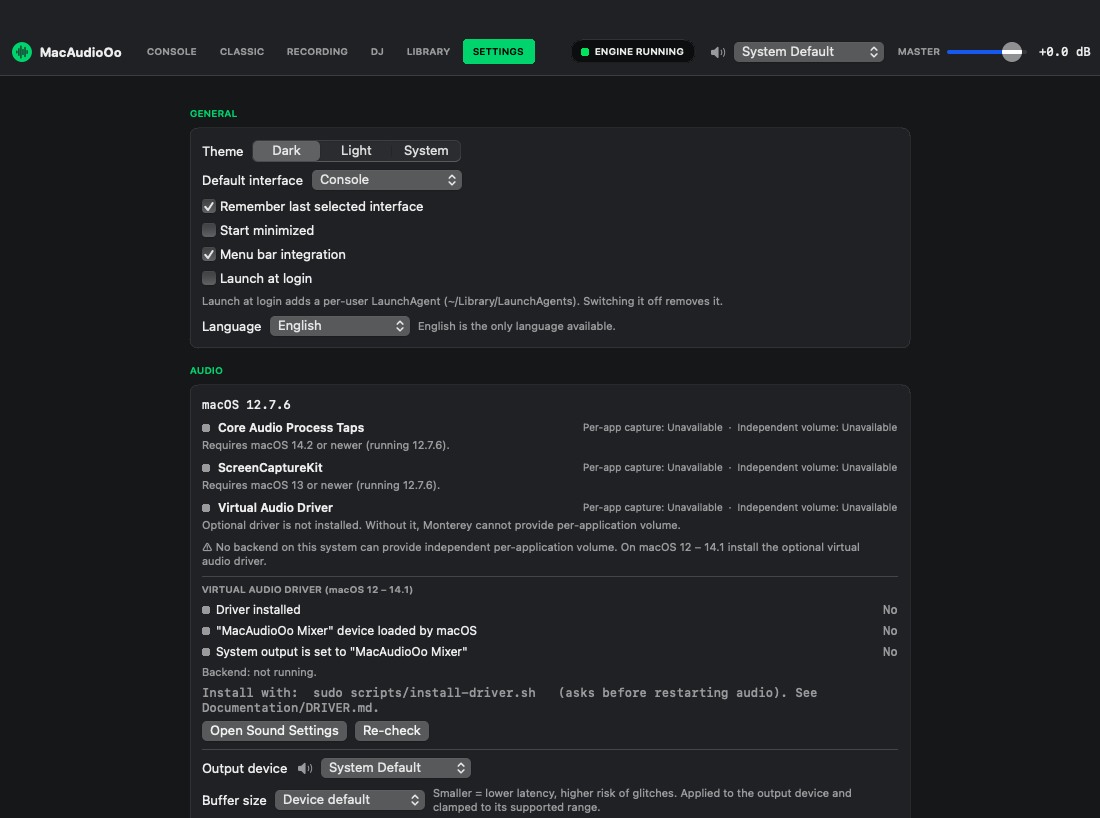 MacAudioOo CONSOLE CLASSIC RECORDING DJ LIBRARY SETTINGS ENGINE RUNNING System Default MASTER +0.0 dB
GENERAL
Theme Dark Light System
Default interface Console
Remember last selected interface
Start minimized
Menu bar integration
Launch at login
Launch at login adds a per-user LaunchAgent (~/Library/LaunchAgents). Switching it off removes it.
Language English English is the only language available.
AUDIO
macOS 12.7.6
Core Audio Process Taps Per-app capture: Unavailable · Independent volume: Unavailable
Requires macOS 14.2 or newer (running 12.7.6).
ScreenCaptureKit Per-app capture: Unavailable · Independent volume: Unavailable
Requires macOS 13 or newer (running 12.7.6).
Virtual Audio Driver Per-app capture: Unavailable · Independent volume: Unavailable
Optional driver is not installed. Without it, Monterey cannot provide per-application volume.
⚠ No backend on this system can provide independent per-application volume. On macOS 12 – 14.1 install the optional virtual
audio driver.
VIRTUAL AUDIO DRIVER (macOS 12 – 14.1)
Driver installed No
"MacAudioOo Mixer" device loaded by macOS No
System output is set to "MacAudioOo Mixer" No
Backend: not running.
Install with: sudo scripts/install-driver.sh (asks before restarting audio). See
Documentation/DRIVER.md.
Open Sound Settings Re-check
Output device System Default
Buffer size Device default Smaller = lower latency, higher risk of glitches. Applied to the output device and
clamped to its supported range.